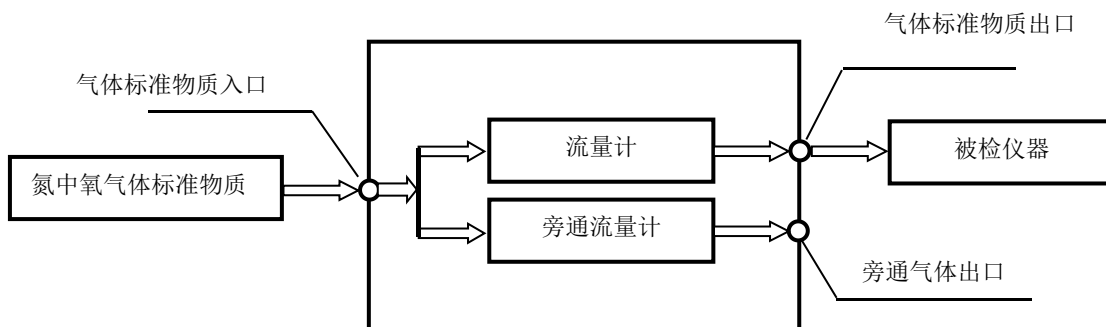 气体标准物质出口
气体标准物质入口
流量计
被检仪器
氮中氧气体标准物质
旁通流量计
旁通气体出口